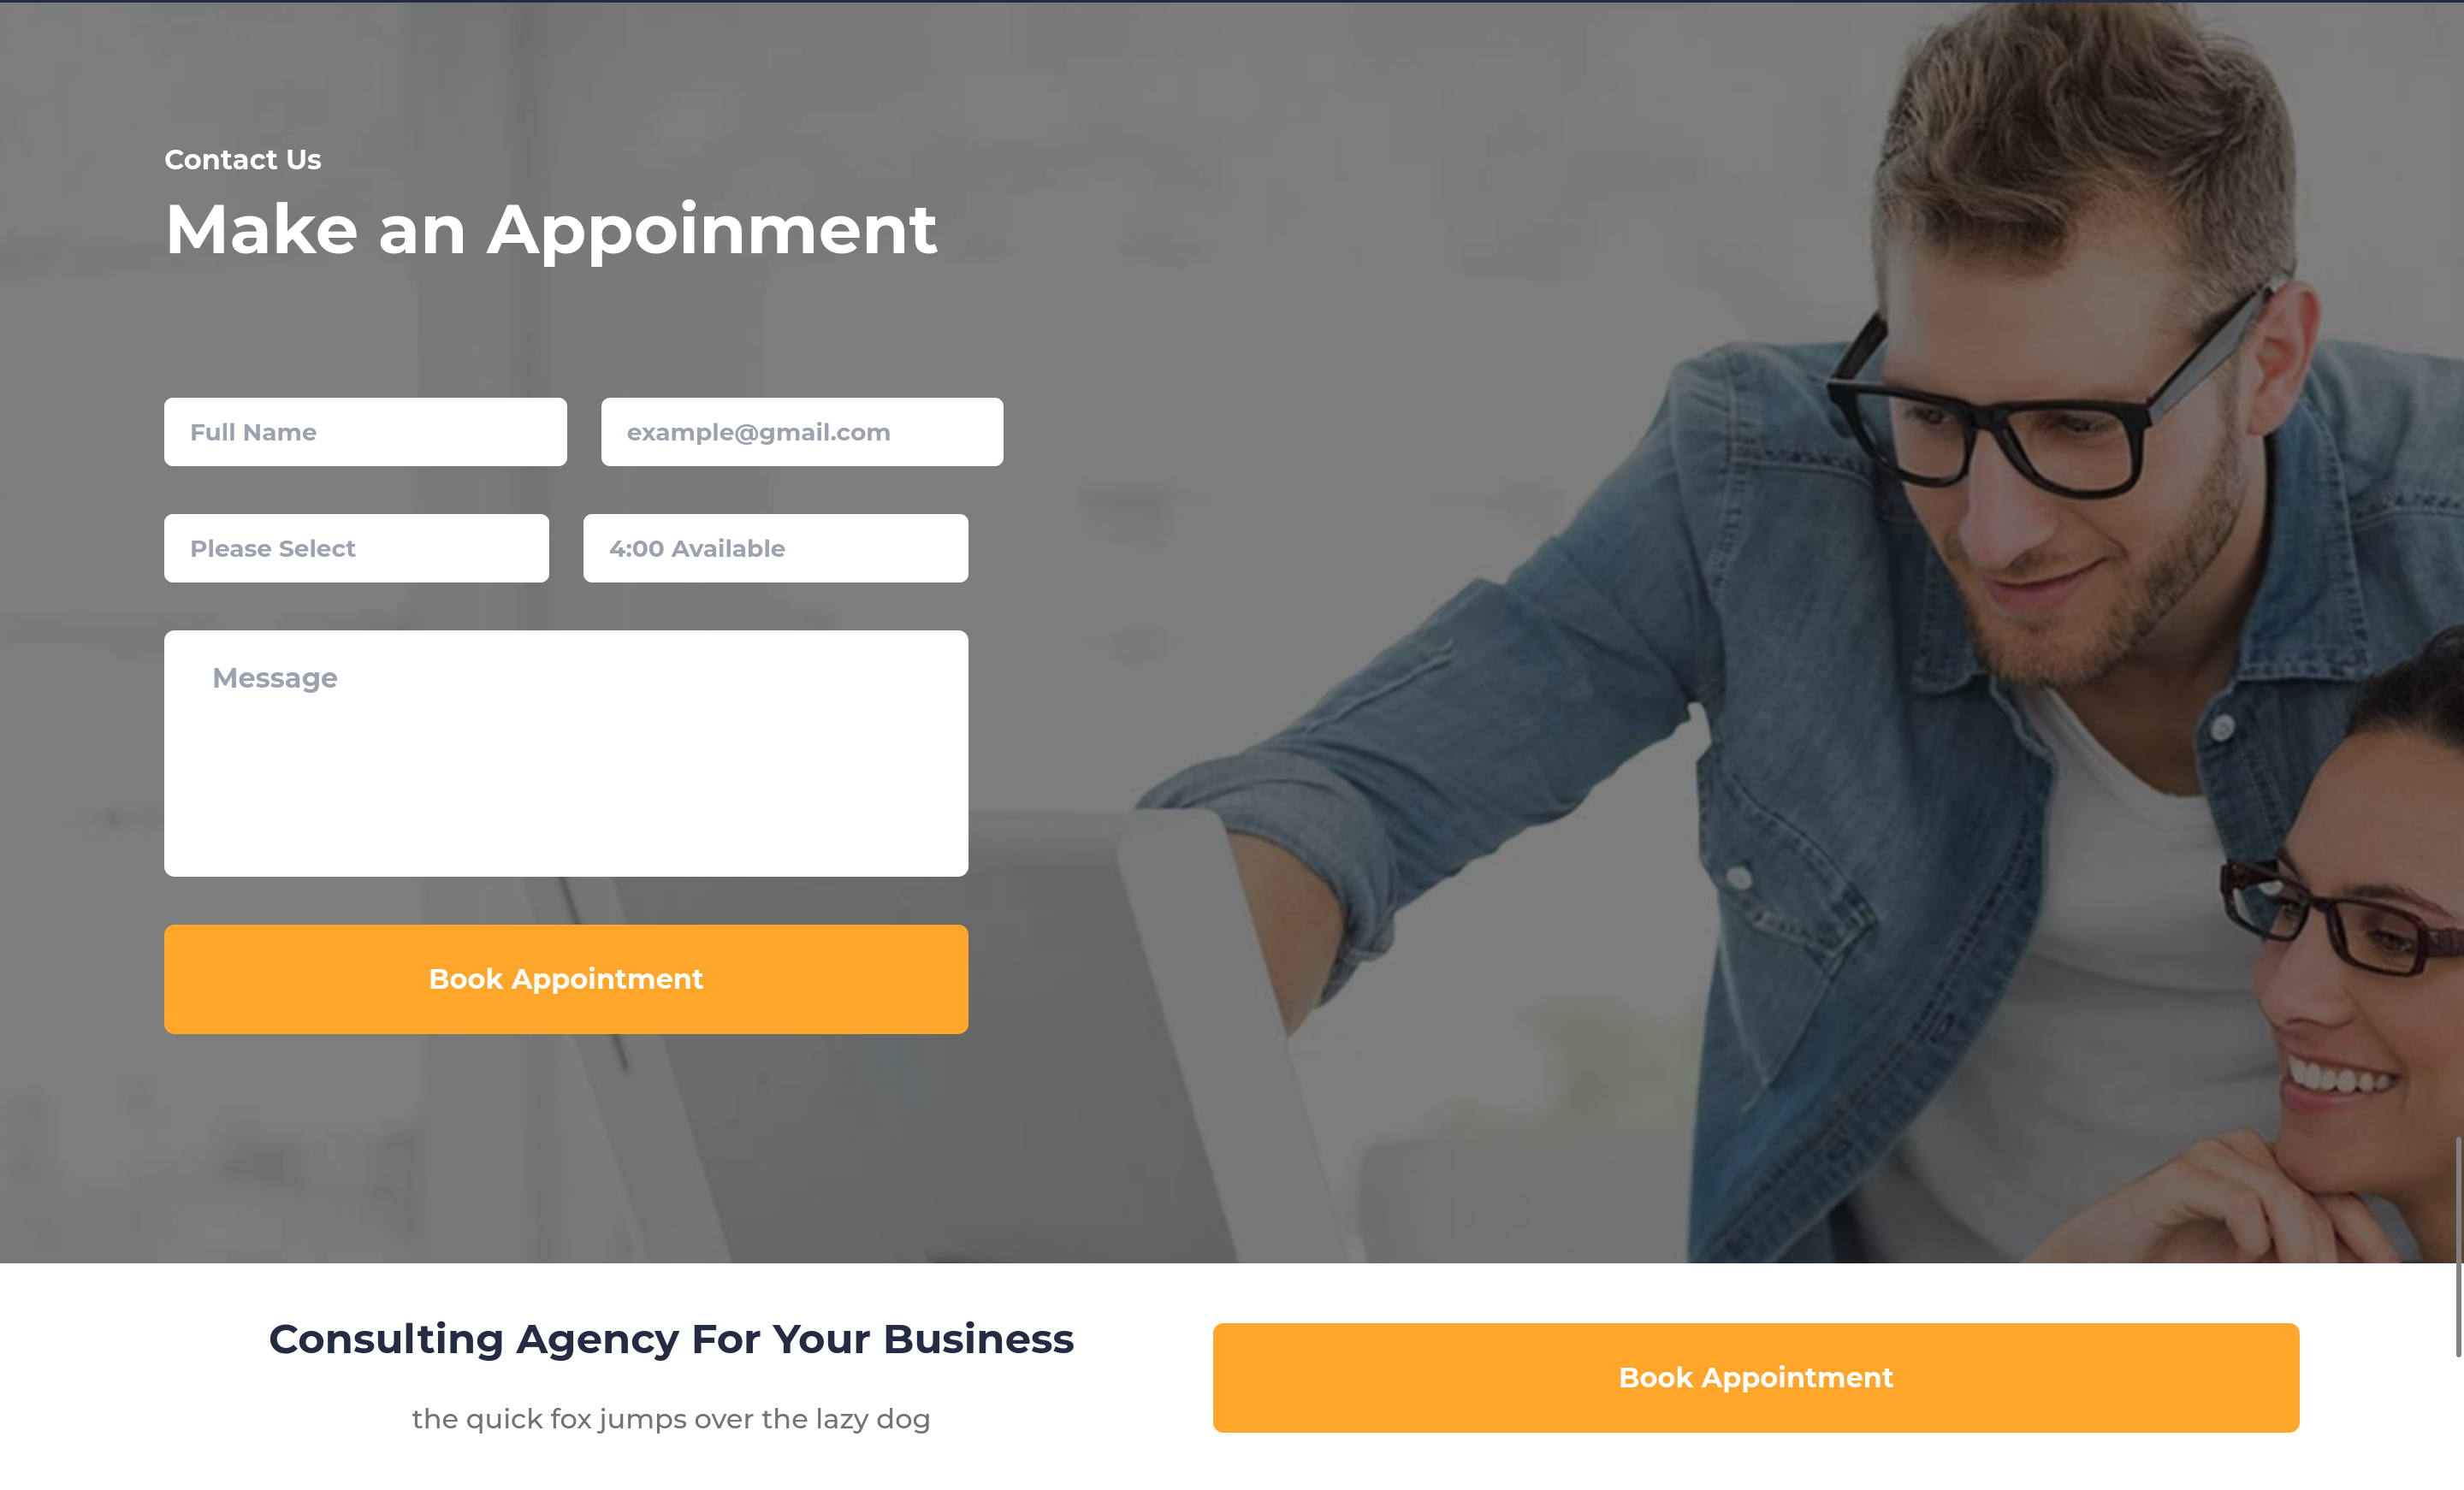 Contact Us
Make an Appoinment
Full Name
example@gmail.com
Please Select
4:00 Available
Message
Book Appointment
Consulting Agency For Your Business
the quick fox jumps over the lazy dog
Book Appointment